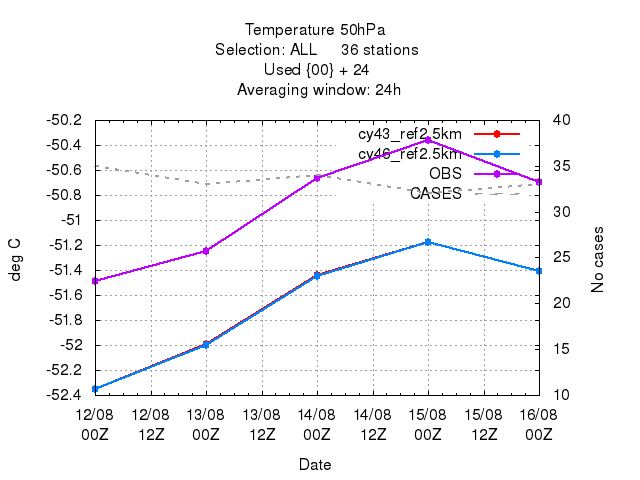 Temperature 50hPa
Selection: ALL 36 stations
Used {00} + 24
Averaging window: 24h
-50.2
-50.4
-50.6
-50.8
-51
-51.2
-51.4
-51.6
-51.8
-52
-52.2
-52.4
deg C
40
35
30
25
20
15
10
No cases
cy43_ref2.5km
cy46_ref2.5km
OBS
CASES
12/08 12/08 13/08 13/08 14/08 14/08 15/08 15/08 16/08
00Z 12Z 00Z 12Z 00Z 12Z 00Z 12Z 00Z
Date